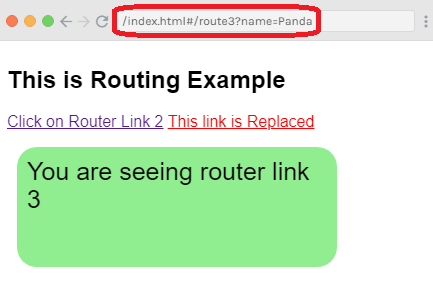 /index.html#/route3?name=Panda
This is Routing Example
Click on Router Link 2 This link is Replaced
You are seeing router link
3